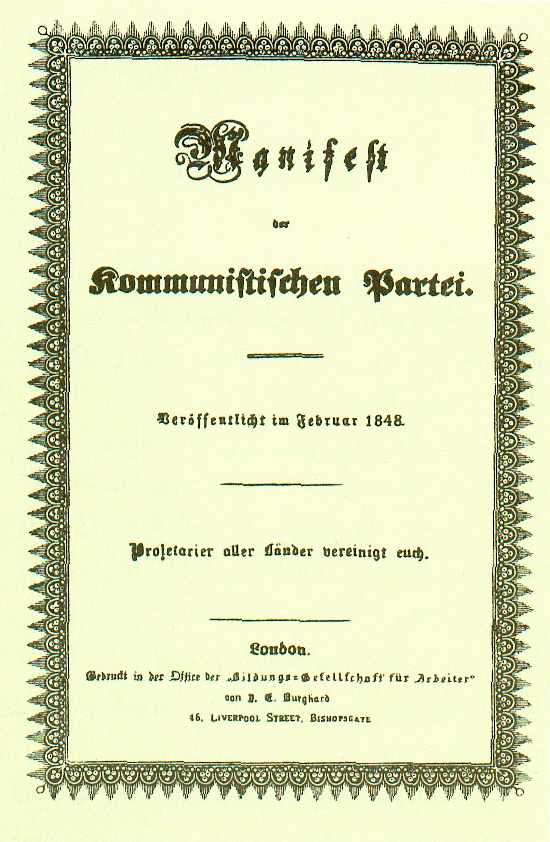 Manifest
der
Kommunistischen Partei.
Veröffentlicht im Februar 1848.
Proletarier aller Länder vereinigt euch.
London.
Gedruckt in der Office der „Bildungs=Gesellschaft für Arbeiter"
von J. E. Burghard
46, LIVERPOOL STREET, BISHOPSGATE